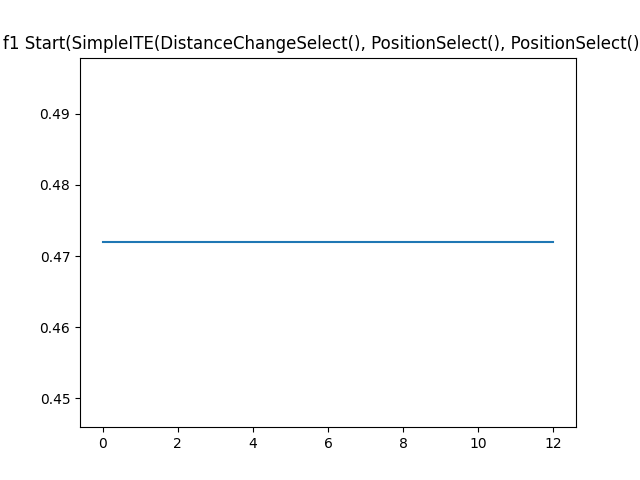 f1 Start(SimpleITE(DistanceChangeSelect(), PositionSelect(), PositionSelect()
0.49
0.48
0.47
0.46
0.45
0 2 4 6 8 10 12